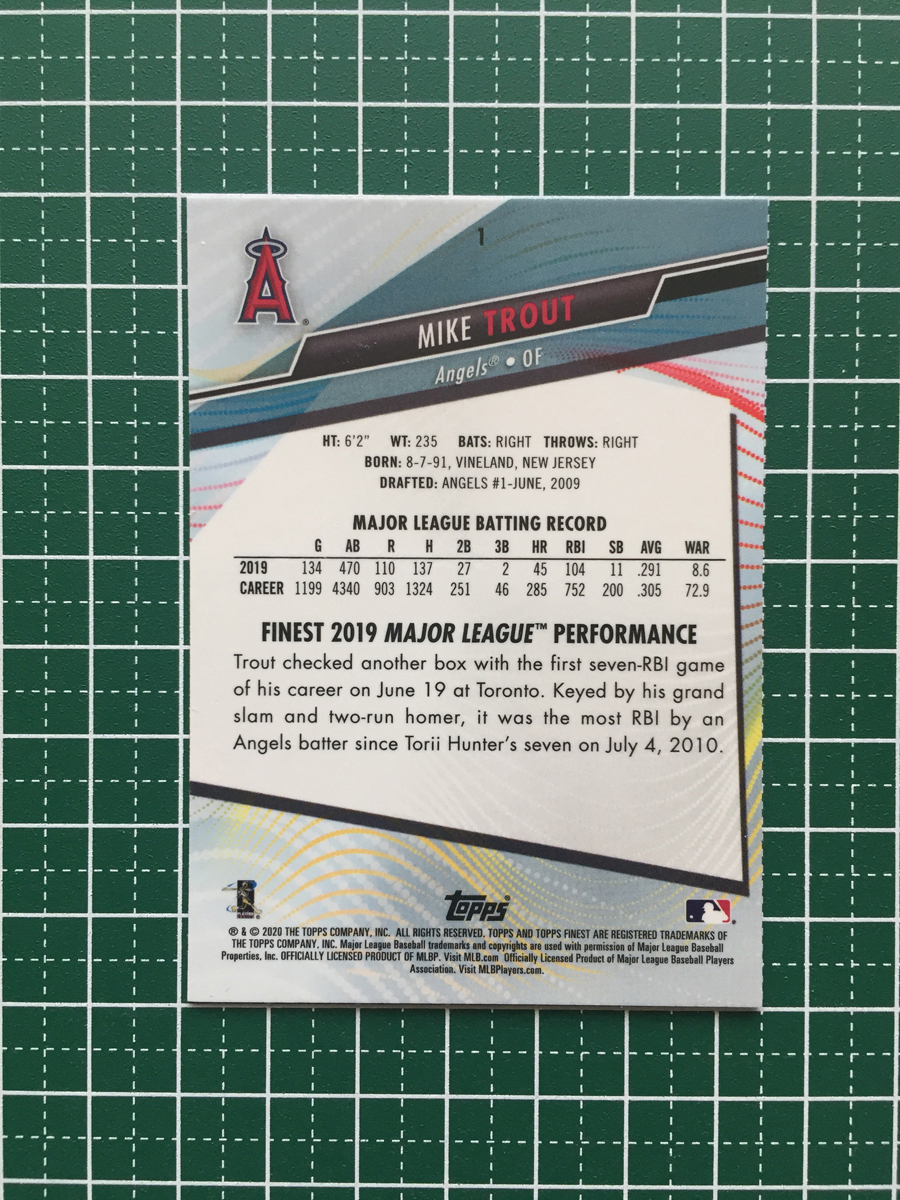 1
A
®
MIKE TROUT
Angels® • OF
HT: 6'2" WT: 235 BATS: RIGHT THROWS: RIGHT
BORN: 8-7-91, VINELAND, NEW JERSEY
DRAFTED: ANGELS #1-JUNE, 2009
MAJOR LEAGUE BATTING RECORD
G AB R H 2B 3B HR RBI SB AVG WAR
2019 134 470 110 137 27 2 45 104 11 .291 8.6
CAREER 1199 4340 903 1324 251 46 285 752 200 .305 72.9
FINEST 2019 MAJOR LEAGUE™ PERFORMANCE
Trout checked another box with the first seven-RBI game
of his career on June 19 at Toronto. Keyed by his grand
slam and two-run homer, it was the most RBI by an
Angels batter since Torii Hunter's seven on July 4, 2010.
topps®
® & © 2020 THE TOPPS COMPANY, INC. ALL RIGHTS RESERVED. TOPPS AND TOPPS FINEST ARE REGISTERED TRADEMARKS OF
THE TOPPS COMPANY, INC. Major League Baseball trademarks and copyrights are used with permission of Major League Baseball
Properties, Inc. OFFICIALLY LICENSED PRODUCT OF MLBP. Visit MLB.com Officially Licensed Product of Major League Baseball Players
Association. Visit MLBPlayers.com.